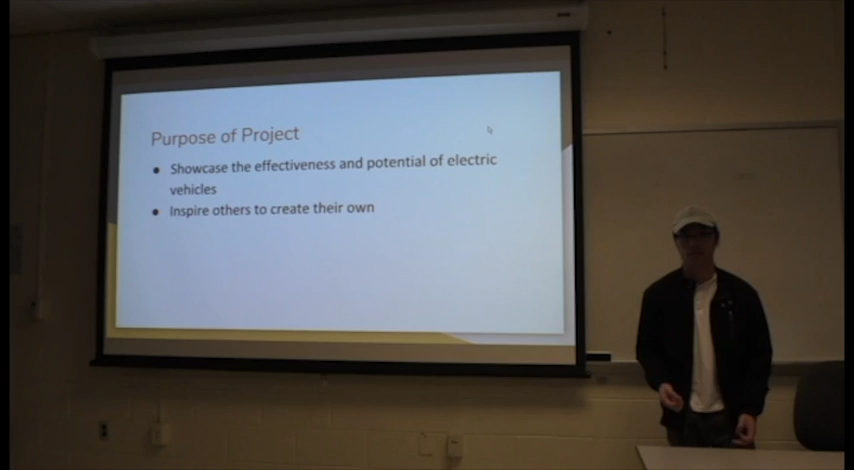 Purpose of Project
● Showcase the effectiveness and potential of electric
vehicles
● Inspire others to create their own